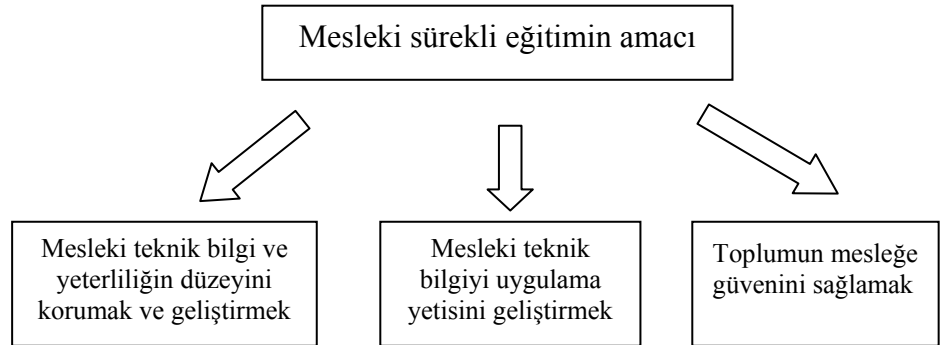 Mesleki sürekli eğitimin amacı
Mesleki teknik bilgi ve
yeterliliğin düzeyini
korumak ve geliştirmek
Mesleki teknik
bilgiyi uygulama
yetisini geliştirmek
Toplumun mesleğe
güvenini sağlamak